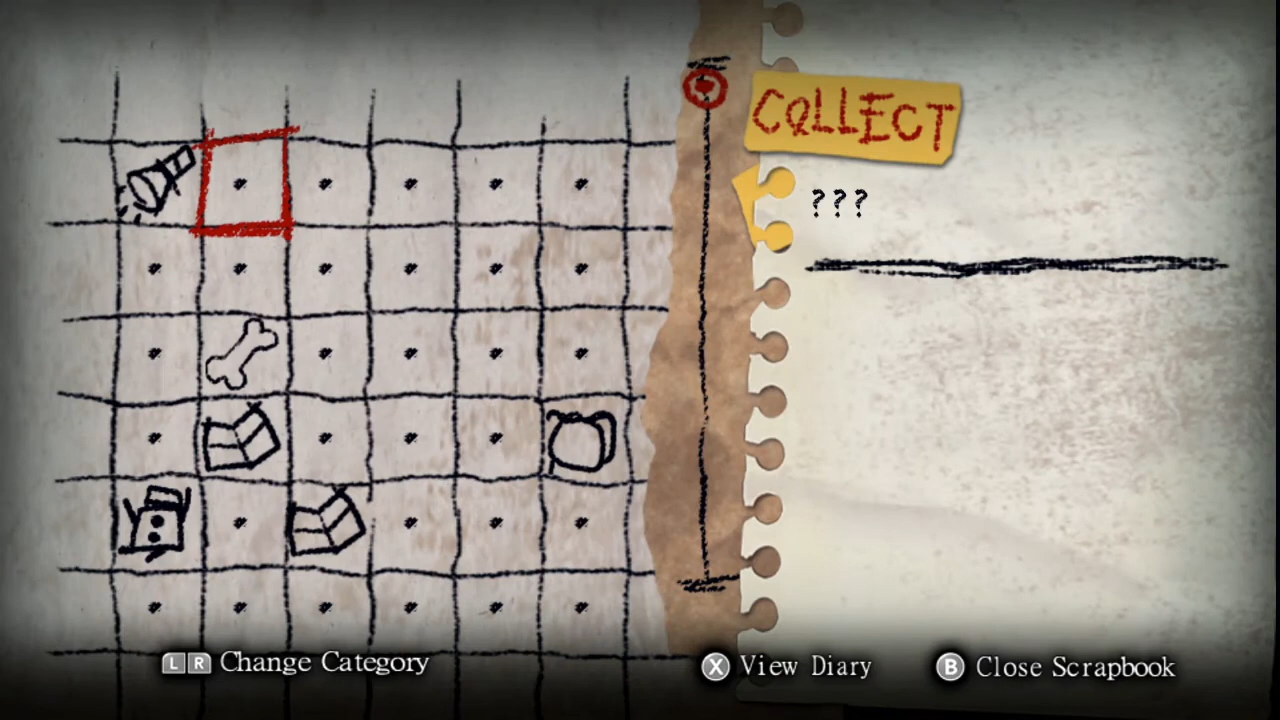 COLLECT
???
L R Change Category
X View Diary
B Close Scrapbook